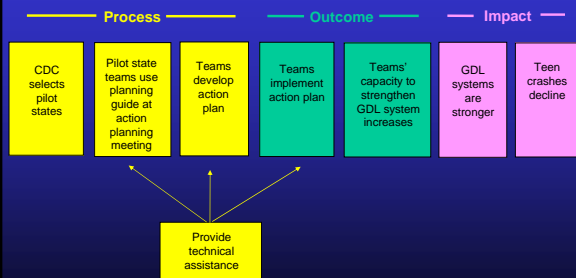 Process
Outcome
Impact
CDC
selects
pilot
states
Pilot state
teams use
planning
guide at
action
planning
meeting
Teams
develop
action
plan
Teams
implement
action plan
Teams'
capacity to
strengthen
GDL system
increases
GDL
systems
are
stronger
Teen
crashes
decline
Provide
technical
assistance